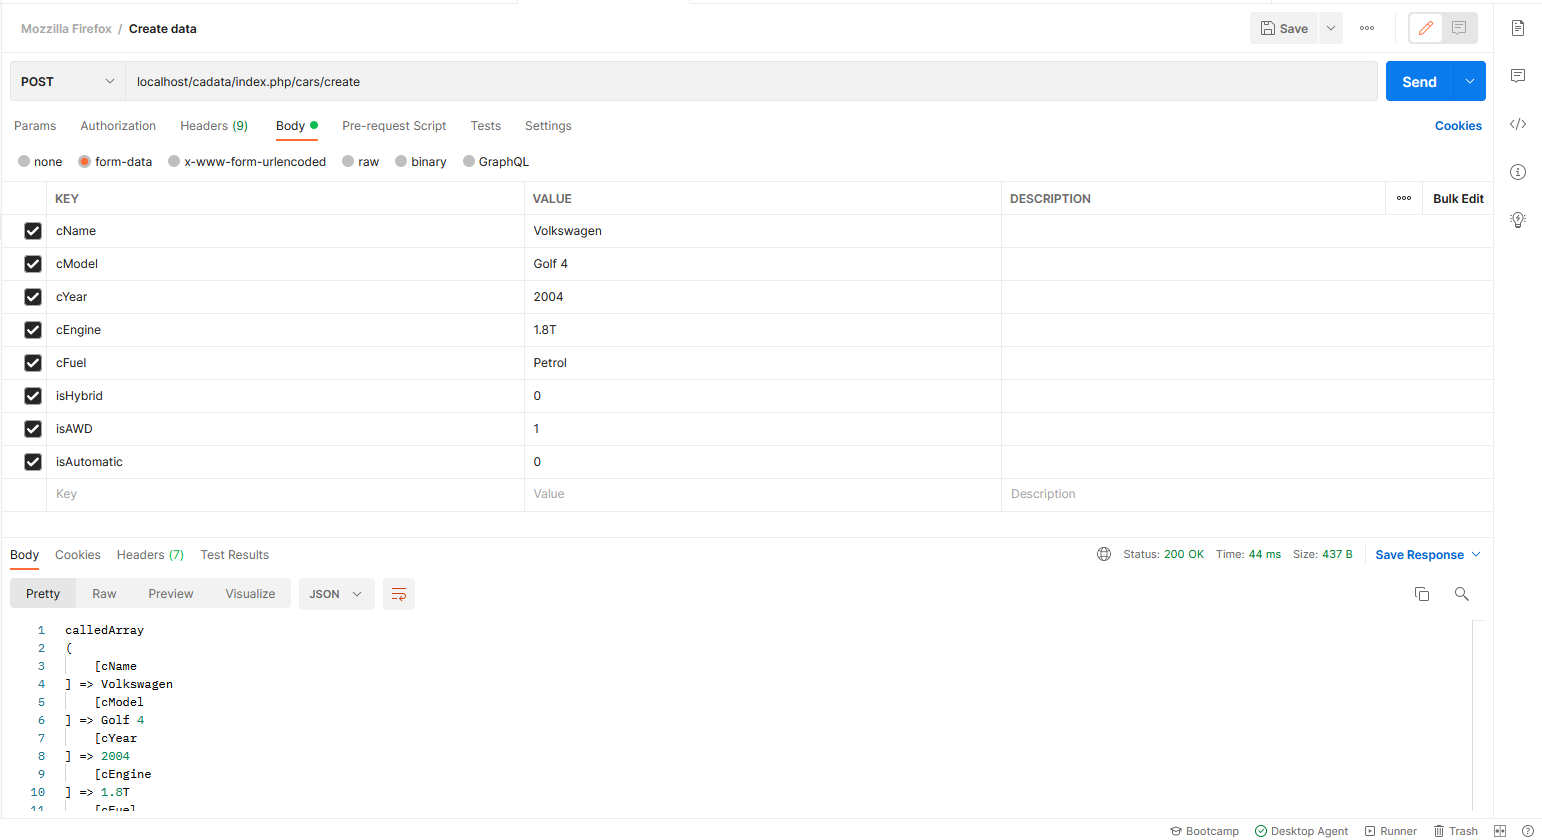 Mozzilla Firefox / Create data
Save
POST localhost/cadata/index.php/cars/create Send
Params Authorization Headers (9) Body Pre-request Script Tests Settings Cookies
none form-data x-www-form-urlencoded raw binary GraphQL
KEY VALUE DESCRIPTION Bulk Edit
cName Volkswagen
cModel Golf 4
cYear 2004
cEngine 1.8T
cFuel Petrol
isHybrid 0
isAWD 1
isAutomatic 0
Key Value Description
Body Cookies Headers (7) Test Results Status: 200 OK Time: 44 ms Size: 437 B Save Response
Pretty Raw Preview Visualize JSON
1 calledArray
2 (
3 [cName
4 ] => Volkswagen
5 [cModel
6 ] => Golf 4
7 [cYear
8 ] => 2004
9 [cEngine
10 ] => 1.8T
11 [cFuel
Bootcamp Desktop Agent Runner Trash